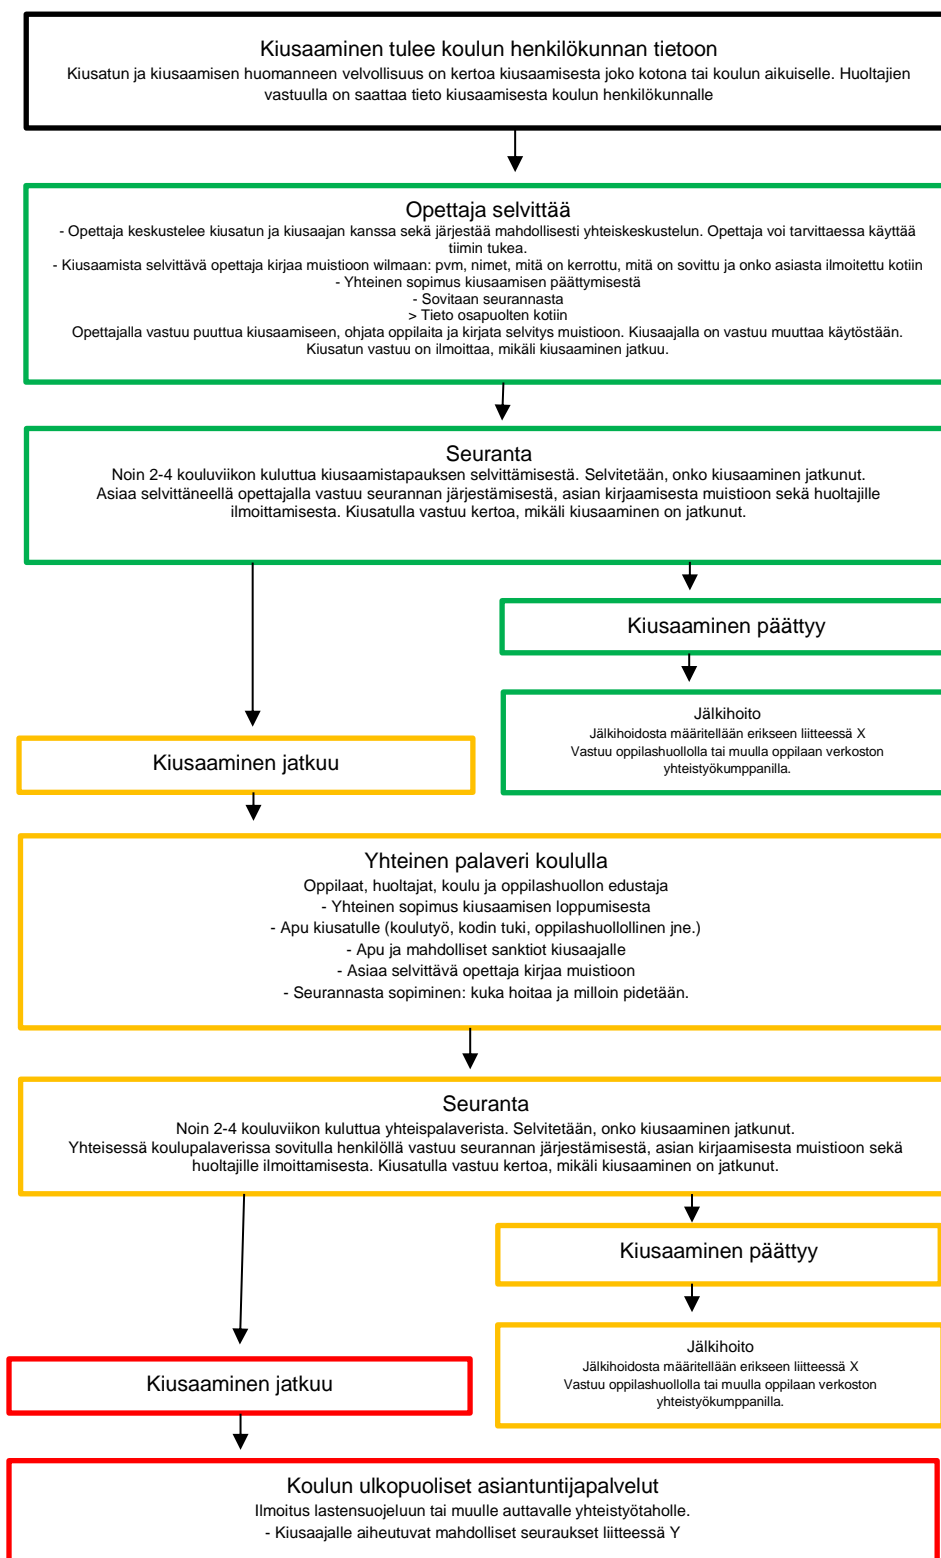 Kiusaaminen tulee koulun henkilökunnan tietoon
Kiusatun ja kiusaamisen huomanneen velvollisuus on kertoa kiusaamisesta joko kotona tai koulun aikuiselle. Huoltajien
vastuulla on saattaa tieto kiusaamisesta koulun henkilökunnalle
Opettaja selvittää
- Opettaja keskustelee kiusatun ja kiusaajan kanssa sekä järjestää mahdollisesti yhteiskeskustelun. Opettaja voi tarvittaessa käyttää
tiimin tukea.
- Kiusaamista selvittävä opettaja kirjaa muistioon wilmaan: pvm, nimet, mitä on kerrottu, mitä on sovittu ja onko asiasta ilmoitettu kotiin
- Yhteinen sopimus kiusaamisen päättymisestä
- Sovitaan seurannasta
> Tieto osapuolten kotiin
Opettajalla vastuu puuttua kiusaamiseen, ohjata oppilaita ja kirjata selvitys muistioon. Kiusaajalla on vastuu muuttaa käytöstään.
Kiusatun vastuu on ilmoittaa, mikäli kiusaaminen jatkuu.
Seuranta
Noin 2-4 kouluviikon kuluttua kiusaamistapauksen selvittämisestä. Selvitetään, onko kiusaaminen jatkunut.
Asiaa selvittäneellä opettajalla vastuu seurannan järjestämisestä, asian kirjaamisesta muistioon sekä huoltajille
ilmoittamisesta. Kiusatulla vastuu kertoa, mikäli kiusaaminen on jatkunut.
Kiusaaminen päättyy
Jälkihoito
Jälkihoidosta määritellään erikseen liitteessä X
Vastuu oppilashuollolla tai muulla oppilaan verkoston
yhteistyökumppanilla.
Kiusaaminen jatkuu
Yhteinen palaveri koululla
Oppilaat, huoltajat, koulu ja oppilashuollon edustaja
- Yhteinen sopimus kiusaamisen loppumisesta
- Apu kiusatulle (koulutyö, kodin tuki, oppilashuollollinen jne.)
- Apu ja mahdolliset sanktiot kiusaajalle
- Asiaa selvittävä opettaja kirjaa muistioon
- Seurannasta sopiminen: kuka hoitaa ja milloin pidetään.
Seuranta
Noin 2-4 kouluviikon kuluttua yhteispalaverista. Selvitetään, onko kiusaaminen jatkunut.
Yhteisessä koulupalaverissa sovitulla henkilöllä vastuu seurannan järjestämisestä, asian kirjaamisesta muistioon sekä
huoltajille ilmoittamisesta. Kiusatulla vastuu kertoa, mikäli kiusaaminen on jatkunut.
Kiusaaminen päättyy
Jälkihoito
Jälkihoidosta määritellään erikseen liitteessä X
Vastuu oppilashuollolla tai muulla oppilaan verkoston
yhteistyökumppanilla.
Kiusaaminen jatkuu
Koulun ulkopuoliset asiantuntijapalvelut
Ilmoitus lastensuojeluun tai muulle auttavalle yhteistyötaholle.
- Kiusaajalle aiheutuvat mahdolliset seuraukset liitteessä Y